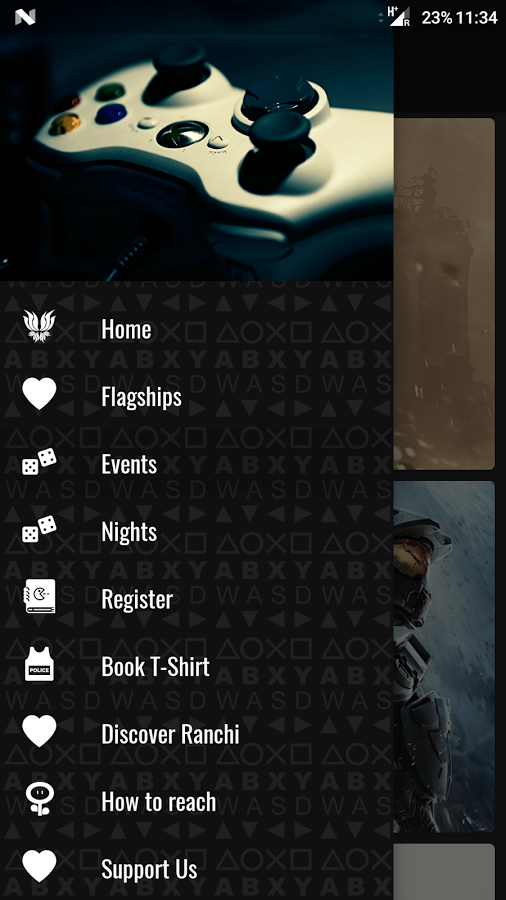 H+
R
23% 11:34
Home
Flagships
Events
Nights
Register
POLICE
Book T-Shirt
Discover Ranchi
How to reach
Support Us
W A S D W A S D W A S D
A B X Y A B X Y A B X Y
W A S D W A S D W A S D
A B X Y A B X Y A B X Y
W A S D W A S D W A S D
A B X Y A B X Y A B X Y
W A S D W A S D W A S D
A B X Y A B X Y A B X Y
W A S D W A S D W A S D
A B X Y A B X Y A B X Y